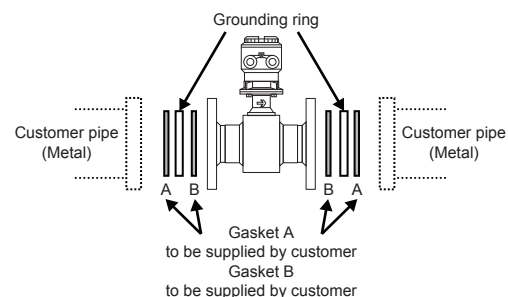 Grounding ring
Customer pipe
(Metal)
Customer pipe
(Metal)
A B B A
Gasket A
to be supplied by customer
Gasket B
to be supplied by customer